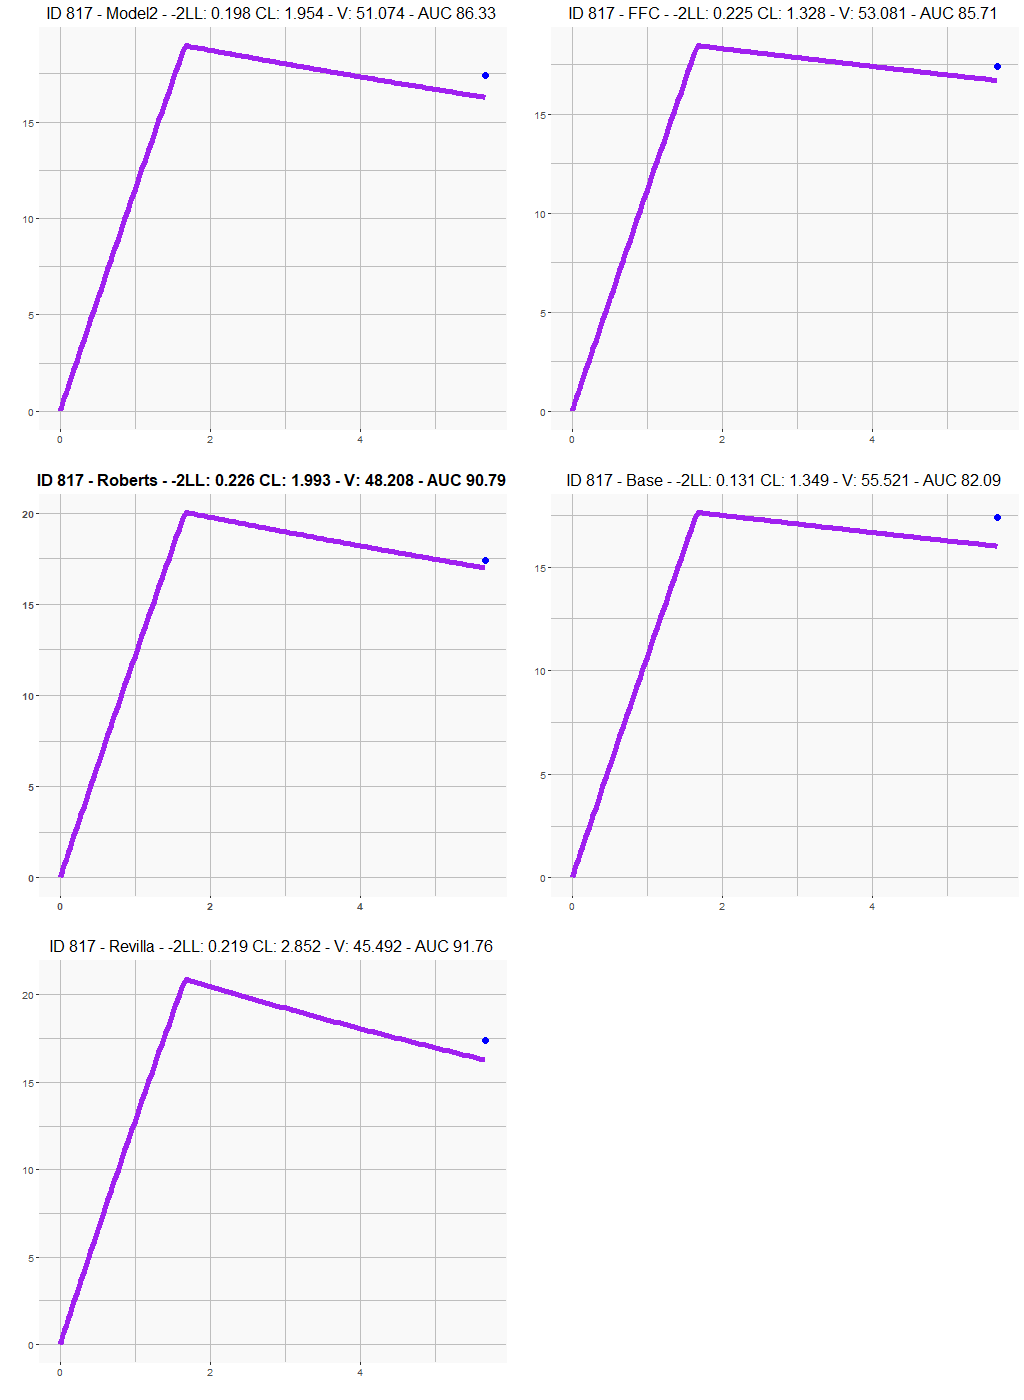 ID 817 - Model2 - -2LL: 0.198 CL: 1.954 - V: 51.074 - AUC 86.33
15
10
5
0
0 2 4
ID 817 - FFC - -2LL: 0.225 CL: 1.328 - V: 53.081 - AUC 85.71
15
10
5
0
0 2 4
ID 817 - Roberts - -2LL: 0.226 CL: 1.993 - V: 48.208 - AUC 90.79
20
15
10
5
0
0 2 4
ID 817 - Base - -2LL: 0.131 CL: 1.349 - V: 55.521 - AUC 82.09
15
10
5
0
0 2 4
ID 817 - Revilla - -2LL: 0.219 CL: 2.852 - V: 45.492 - AUC 91.76
20
15
10
5
0
0 2 4